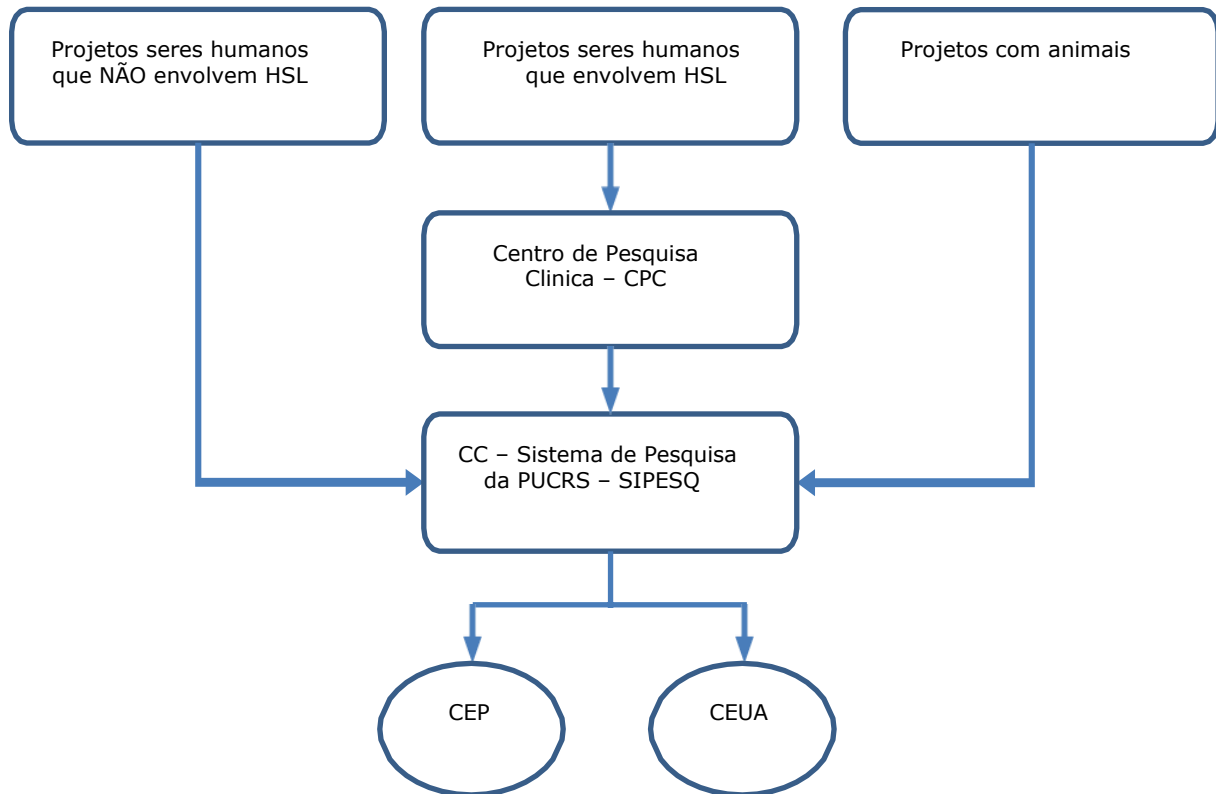 Projetos seres humanos
que NÃO envolvem HSL
Projetos seres humanos
que envolvem HSL
Projetos com animais
Centro de Pesquisa
Clinica – CPC
CC – Sistema de Pesquisa
da PUCRS – SIPESQ
CEP
CEUA